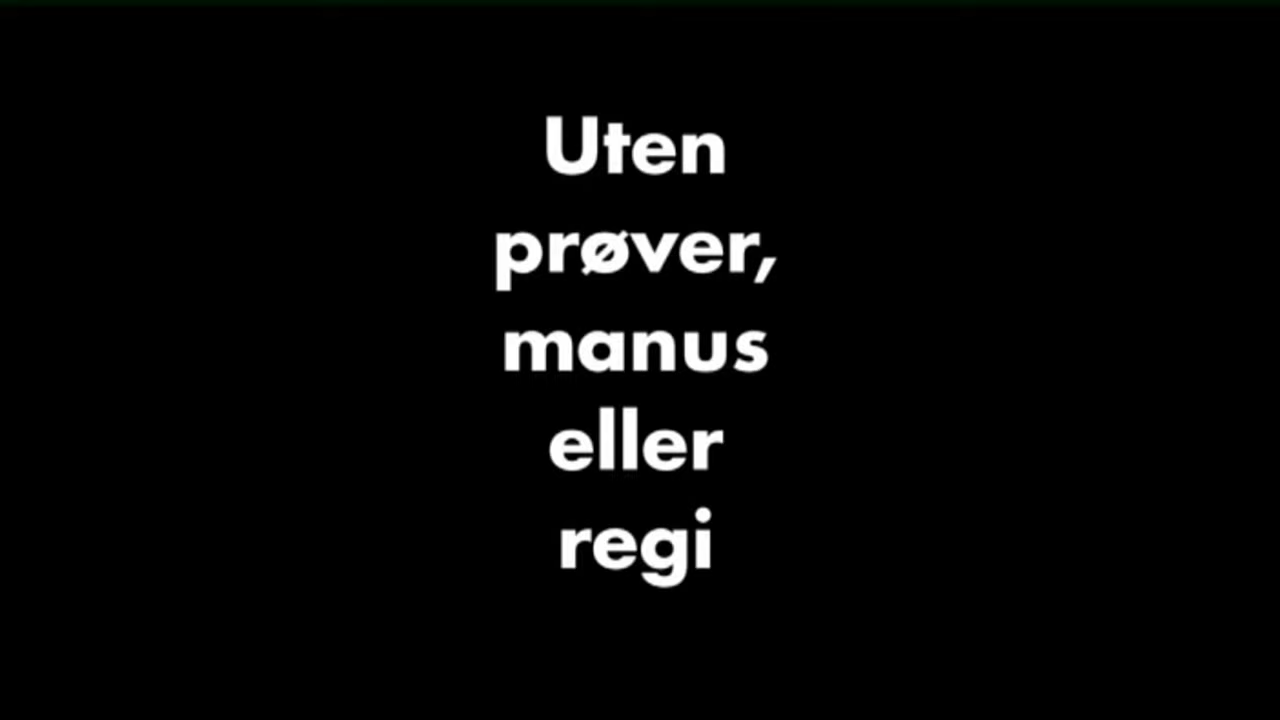 Uten
prøver,
manus
eller
regi